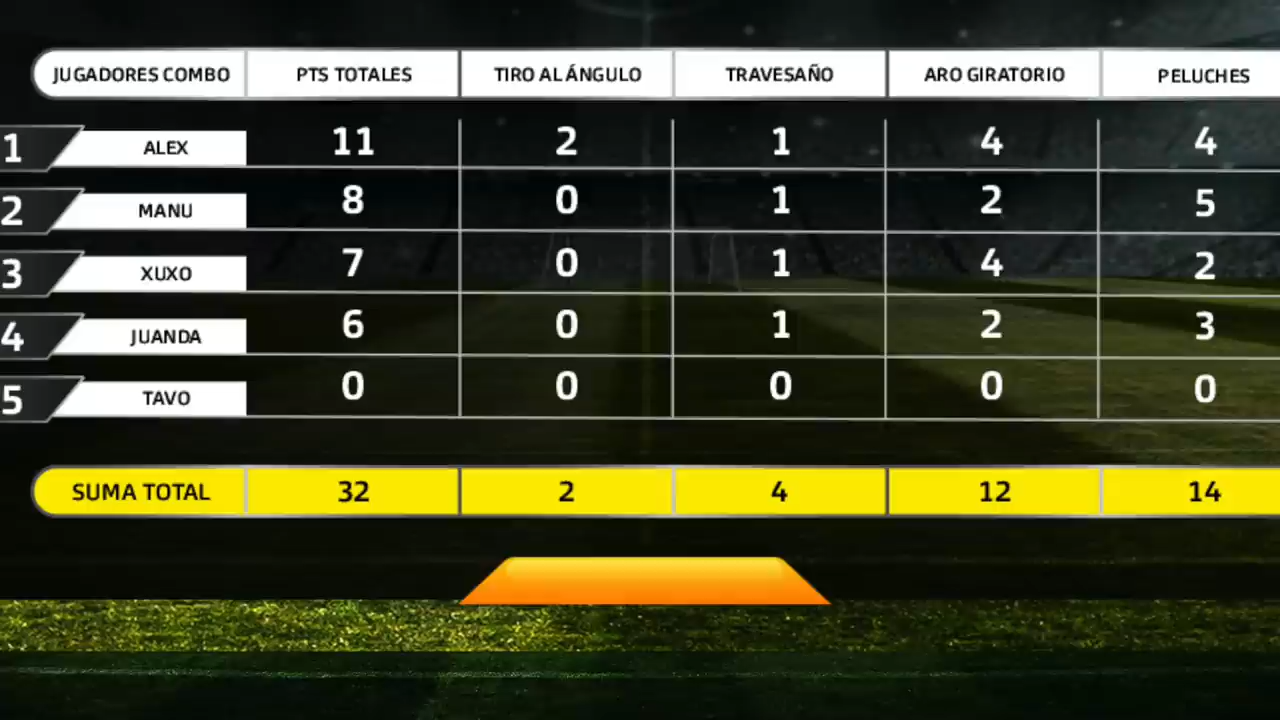 JUGADORES COMBO PTS TOTALES TIRO AL ÁNGULO TRAVESAÑO ARO GIRATORIO PELUCHES
1 ALEX 11 2 1 4 4
2 MANU 8 0 1 2 5
3 XUXO 7 0 1 4 2
4 JUANDA 6 0 1 2 3
5 TAVO 0 0 0 0 0
SUMA TOTAL 32 2 4 12 14